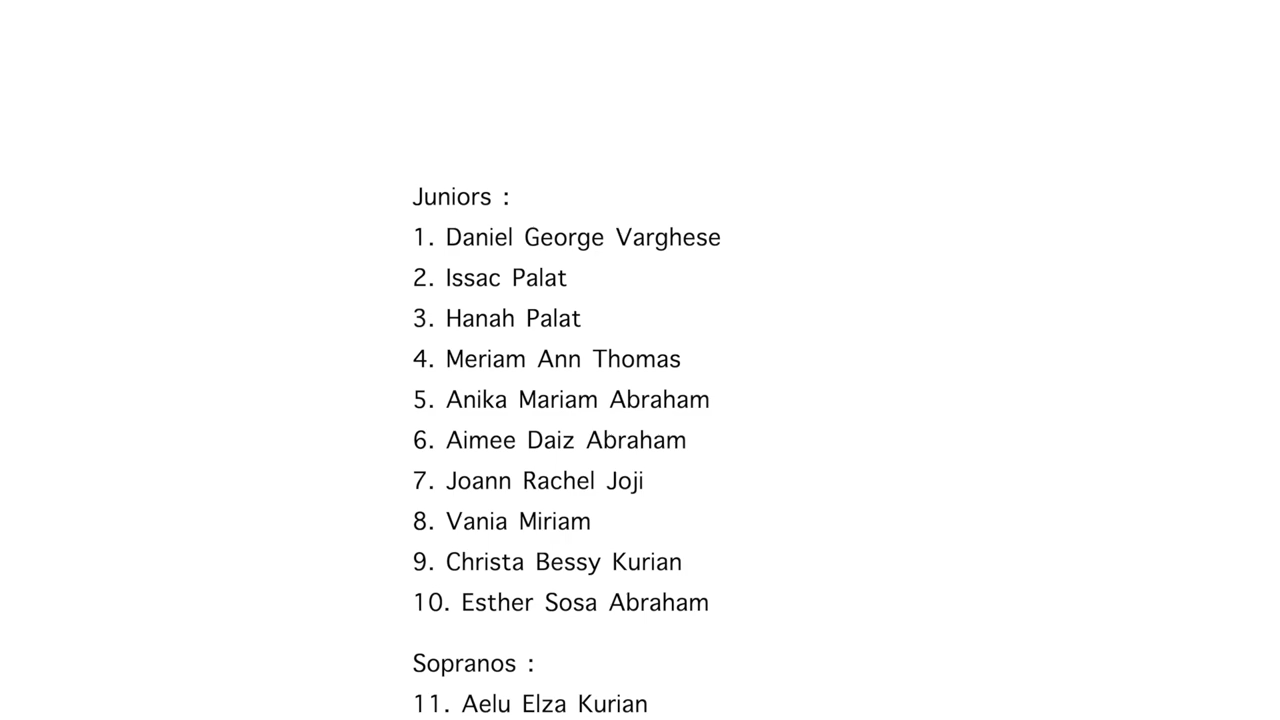 Juniors :
1. Daniel George Varghese
2. Issac Palat
3. Hanah Palat
4. Meriam Ann Thomas
5. Anika Mariam Abraham
6. Aimee Daiz Abraham
7. Joann Rachel Joji
8. Vania Miriam
9. Christa Bessy Kurian
10. Esther Sosa Abraham
Sopranos :
11. Aelu Elza Kurian